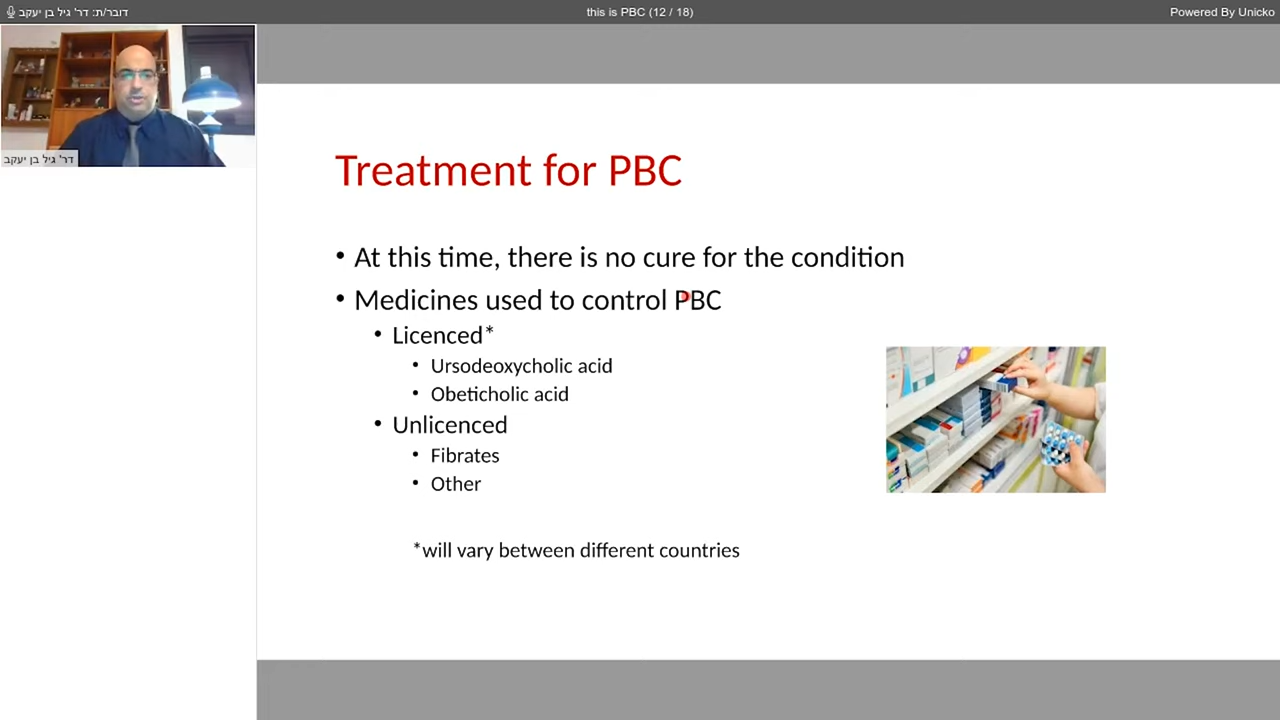 דובר/ת: דר' גיל בן יעקב
this is PBC (12 / 18)
Powered By Unicko
דר' גיל בן יעקב
Treatment for PBC
• At this time, there is no cure for the condition
• Medicines used to control PBC
• Licenced*
• Ursodeoxycholic acid
• Obeticholic acid
• Unlicenced
• Fibrates
• Other
*will vary between different countries